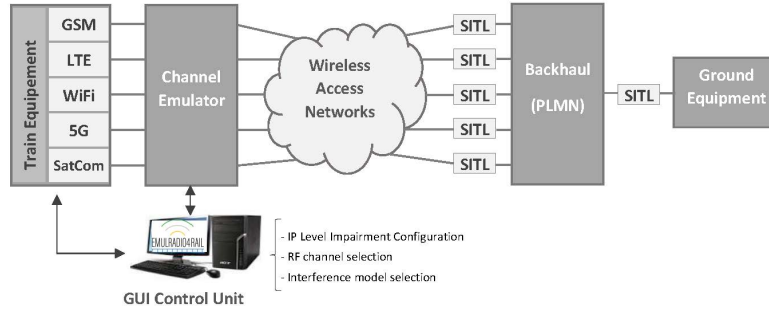 Train Equipement
GSM
LTE
WiFi
5G
SatCom
Channel
Emulator
Wireless
Access
Networks
SITL
SITL
SITL
SITL
SITL
Backhaul
(PLMN)
SITL
Ground
Equipment
EMULRADIO4RAIL
GUI Control Unit
- IP Level Impairment Configuration
- RF channel selection
- Interference model selection